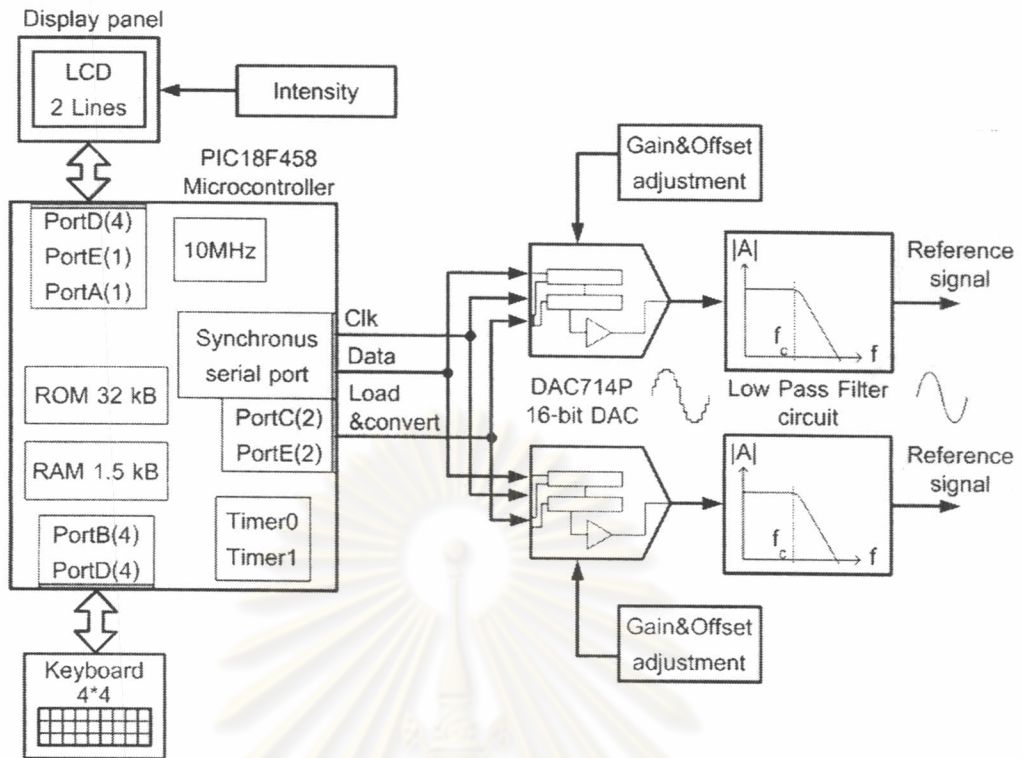 Display panel
LCD
2 Lines
Intensity
PIC18F458
Microcontroller
PortD(4)
PortE(1)
PortA(1)
10MHz
Synchronus
serial port
Clk
Data
Load
&convert
ROM 32 kB
PortC(2)
PortE(2)
RAM 1.5 kB
PortB(4)
PortD(4)
Timer0
Timer1
Keyboard
4*4
Gain&Offset
adjustment
|A|
fc
f
Reference
signal
DAC714P
16-bit DAC
Low Pass Filter
circuit
|A|
fc
f
Reference
signal
Gain&Offset
adjustment